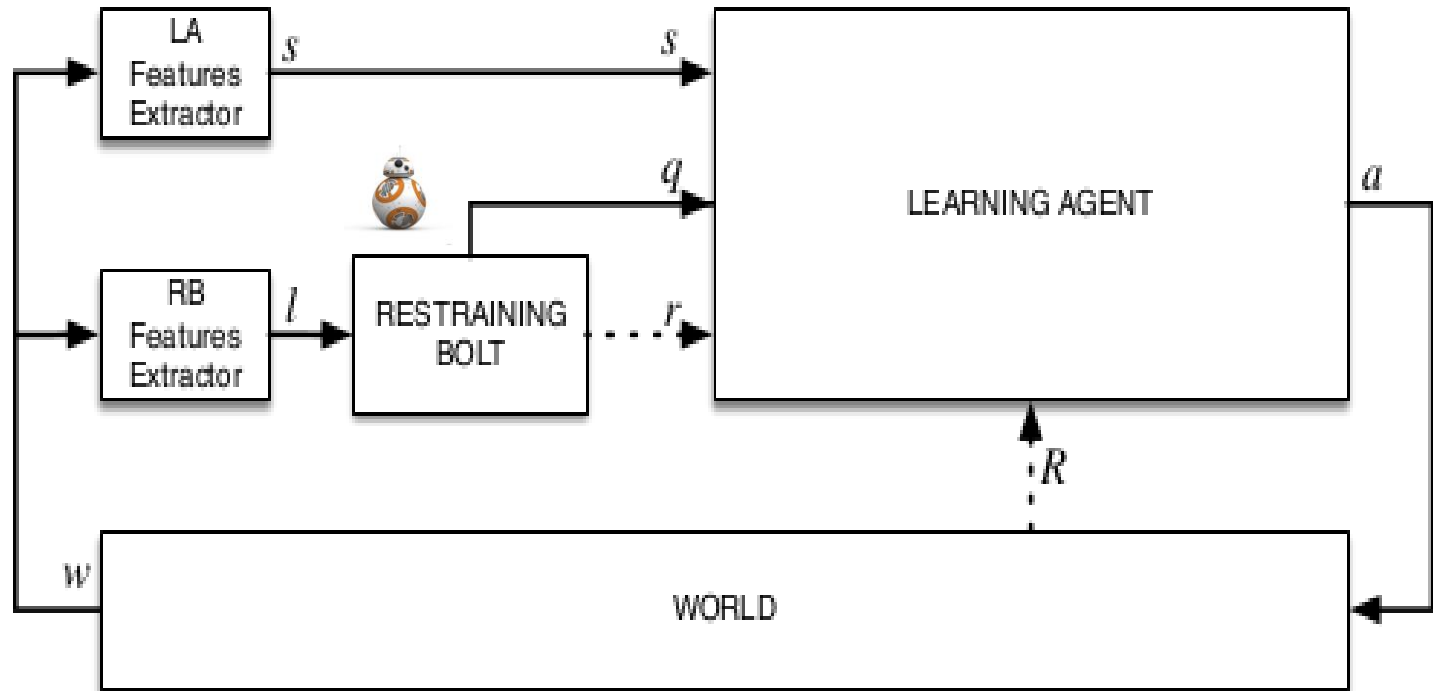 LA
Features
Extractor
s
s
q
LEARNING AGENT
a
RB
Features
Extractor
l
RESTRAINING
BOLT
r
R
w
WORLD